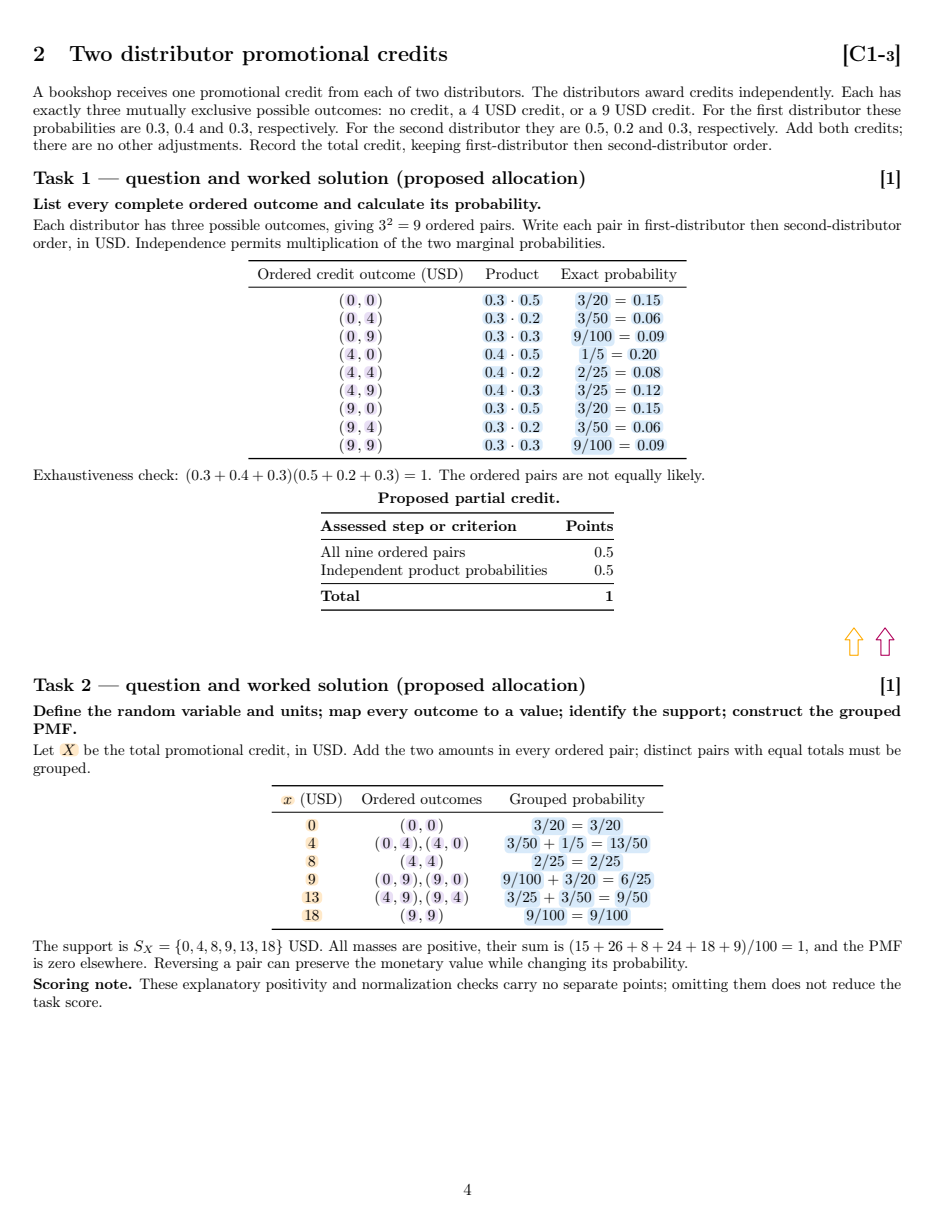 2 Two distributor promotional credits [C1-3]
A bookshop receives one promotional credit from each of two distributors. The distributors award credits independently. Each has
exactly three mutually exclusive possible outcomes: no credit, a 4 USD credit, or a 9 USD credit. For the first distributor these
probabilities are 0.3, 0.4 and 0.3, respectively. For the second distributor they are 0.5, 0.2 and 0.3, respectively. Add both credits;
there are no other adjustments. Record the total credit, keeping first-distributor then second-distributor order.
Task 1 — question and worked solution (proposed allocation) [1]
List every complete ordered outcome and calculate its probability.
Each distributor has three possible outcomes, giving 3² = 9 ordered pairs. Write each pair in first-distributor then second-distributor
order, in USD. Independence permits multiplication of the two marginal probabilities.
Ordered credit outcome (USD) Product Exact probability
(0, 0) 0.3 · 0.5 3/20 = 0.15
(0, 4) 0.3 · 0.2 3/50 = 0.06
(0, 9) 0.3 · 0.3 9/100 = 0.09
(4, 0) 0.4 · 0.5 1/5 = 0.20
(4, 4) 0.4 · 0.2 2/25 = 0.08
(4, 9) 0.4 · 0.3 3/25 = 0.12
(9, 0) 0.3 · 0.5 3/20 = 0.15
(9, 4) 0.3 · 0.2 3/50 = 0.06
(9, 9) 0.3 · 0.3 9/100 = 0.09
Exhaustiveness check: (0.3 + 0.4 + 0.3)(0.5 + 0.2 + 0.3) = 1. The ordered pairs are not equally likely.
Proposed partial credit.
Assessed step or criterion Points
All nine ordered pairs 0.5
Independent product probabilities 0.5
Total 1
Task 2 — question and worked solution (proposed allocation) [1]
Define the random variable and units; map every outcome to a value; identify the support; construct the grouped
PMF.
Let X be the total promotional credit, in USD. Add the two amounts in every ordered pair; distinct pairs with equal totals must be
grouped.
x (USD) Ordered outcomes Grouped probability
0 (0, 0) 3/20 = 3/20
4 (0, 4), (4, 0) 3/50 + 1/5 = 13/50
8 (4, 4) 2/25 = 2/25
9 (0, 9), (9, 0) 9/100 + 3/20 = 6/25
13 (4, 9), (9, 4) 3/25 + 3/50 = 9/50
18 (9, 9) 9/100 = 9/100
The support is S_X = {0, 4, 8, 9, 13, 18} USD. All masses are positive, their sum is (15 + 26 + 8 + 24 + 18 + 9)/100 = 1, and the PMF
is zero elsewhere. Reversing a pair can preserve the monetary value while changing its probability.
Scoring note. These explanatory positivity and normalization checks carry no separate points; omitting them does not reduce the
task score.
4